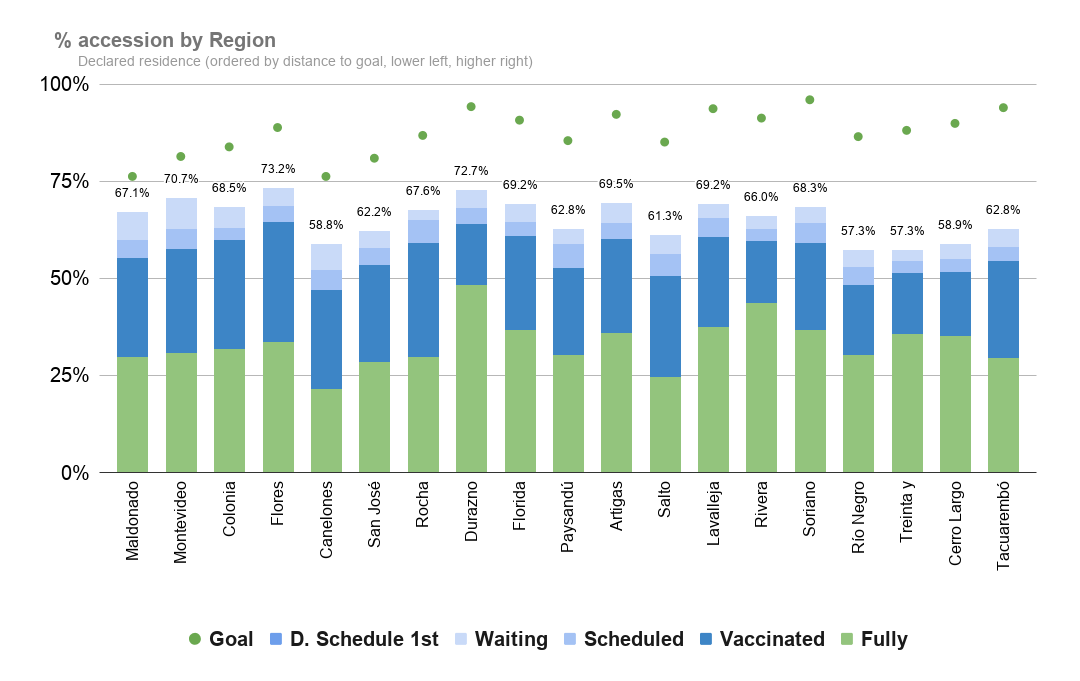 % accession by Region
Declared residence (ordered by distance to goal, lower left, higher right)
100%
75%
50%
25%
0%
67.1%
70.7%
68.5%
73.2%
58.8%
62.2%
67.6%
72.7%
69.2%
62.8%
69.5%
61.3%
69.2%
66.0%
68.3%
57.3%
57.3%
58.9%
62.8%
Maldonado
Montevideo
Colonia
Flores
Canelones
San José
Rocha
Durazno
Florida
Paysandú
Artigas
Salto
Lavalleja
Rivera
Soriano
Río Negro
Treinta y
Cerro Largo
Tacuarembó
Goal D. Schedule 1st Waiting Scheduled Vaccinated Fully